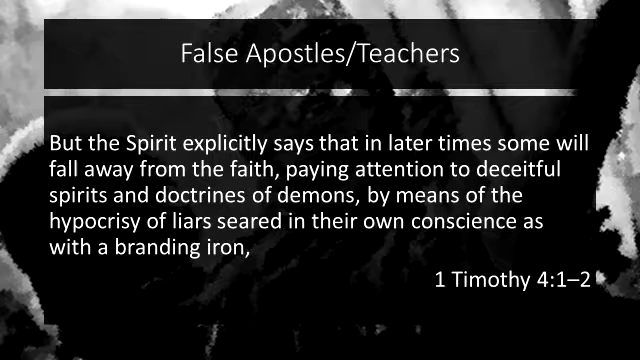 False Apostles/Teachers
But the Spirit explicitly says that in later times some will
fall away from the faith, paying attention to deceitful
spirits and doctrines of demons, by means of the
hypocrisy of liars seared in their own conscience as
with a branding iron,
1 Timothy 4:1–2